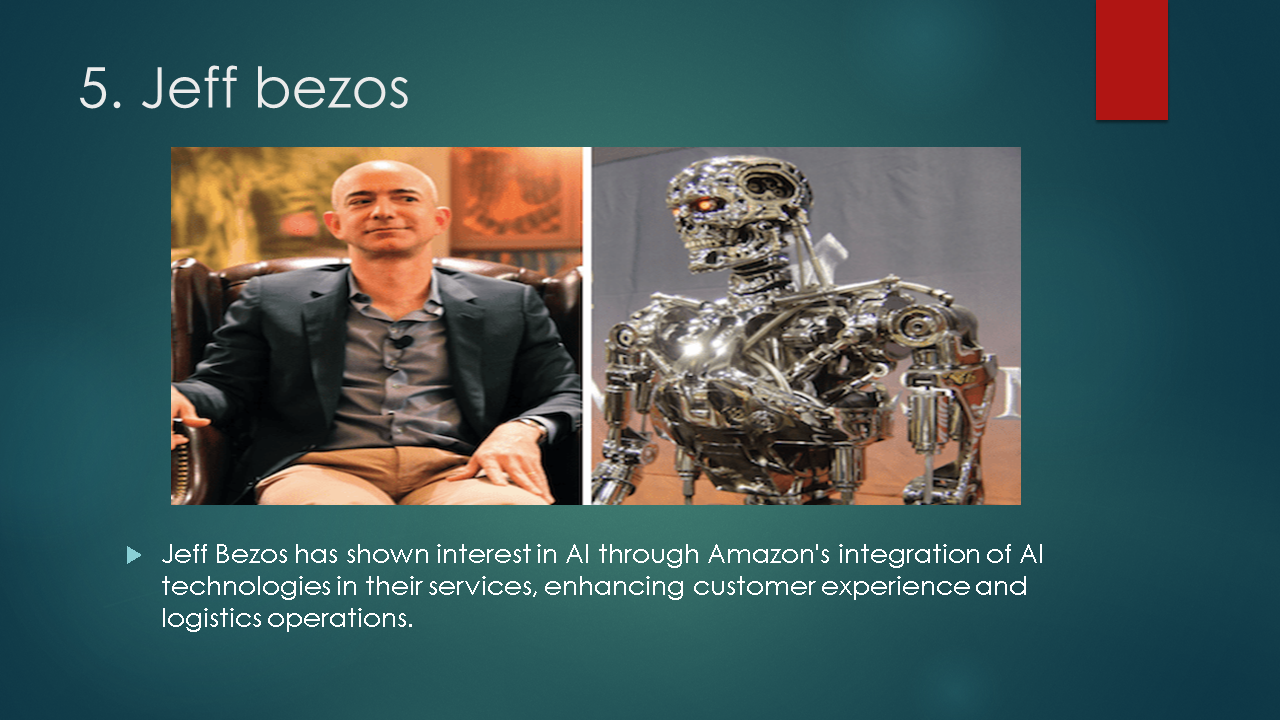 5. Jeff bezos
Jeff Bezos has shown interest in AI through Amazon's integration of AI
technologies in their services, enhancing customer experience and
logistics operations.